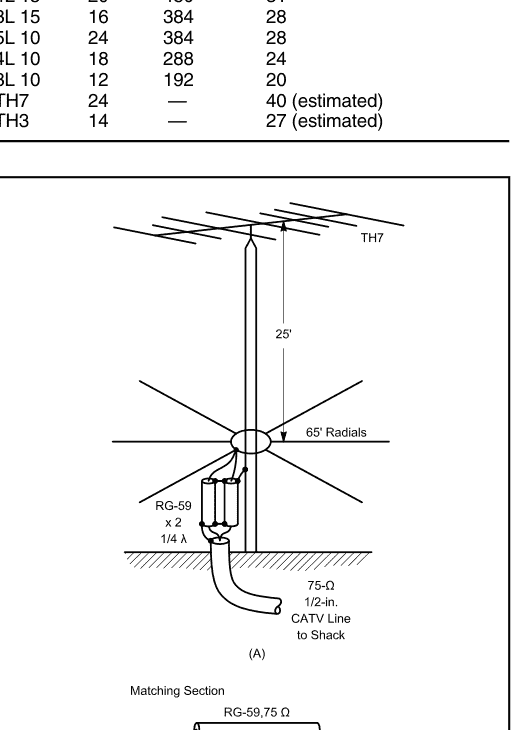 L 15 16 384 28
5L 10 24 384 28
4L 10 18 288 24
3L 10 12 192 20
TH7 24 — 40 (estimated)
TH3 14 — 27 (estimated)
TH7
25'
65' Radials
RG-59
x 2
1/4 λ
75-Ω
1/2-in.
CATV Line
to Shack
(A)
Matching Section
RG-59,75 Ω